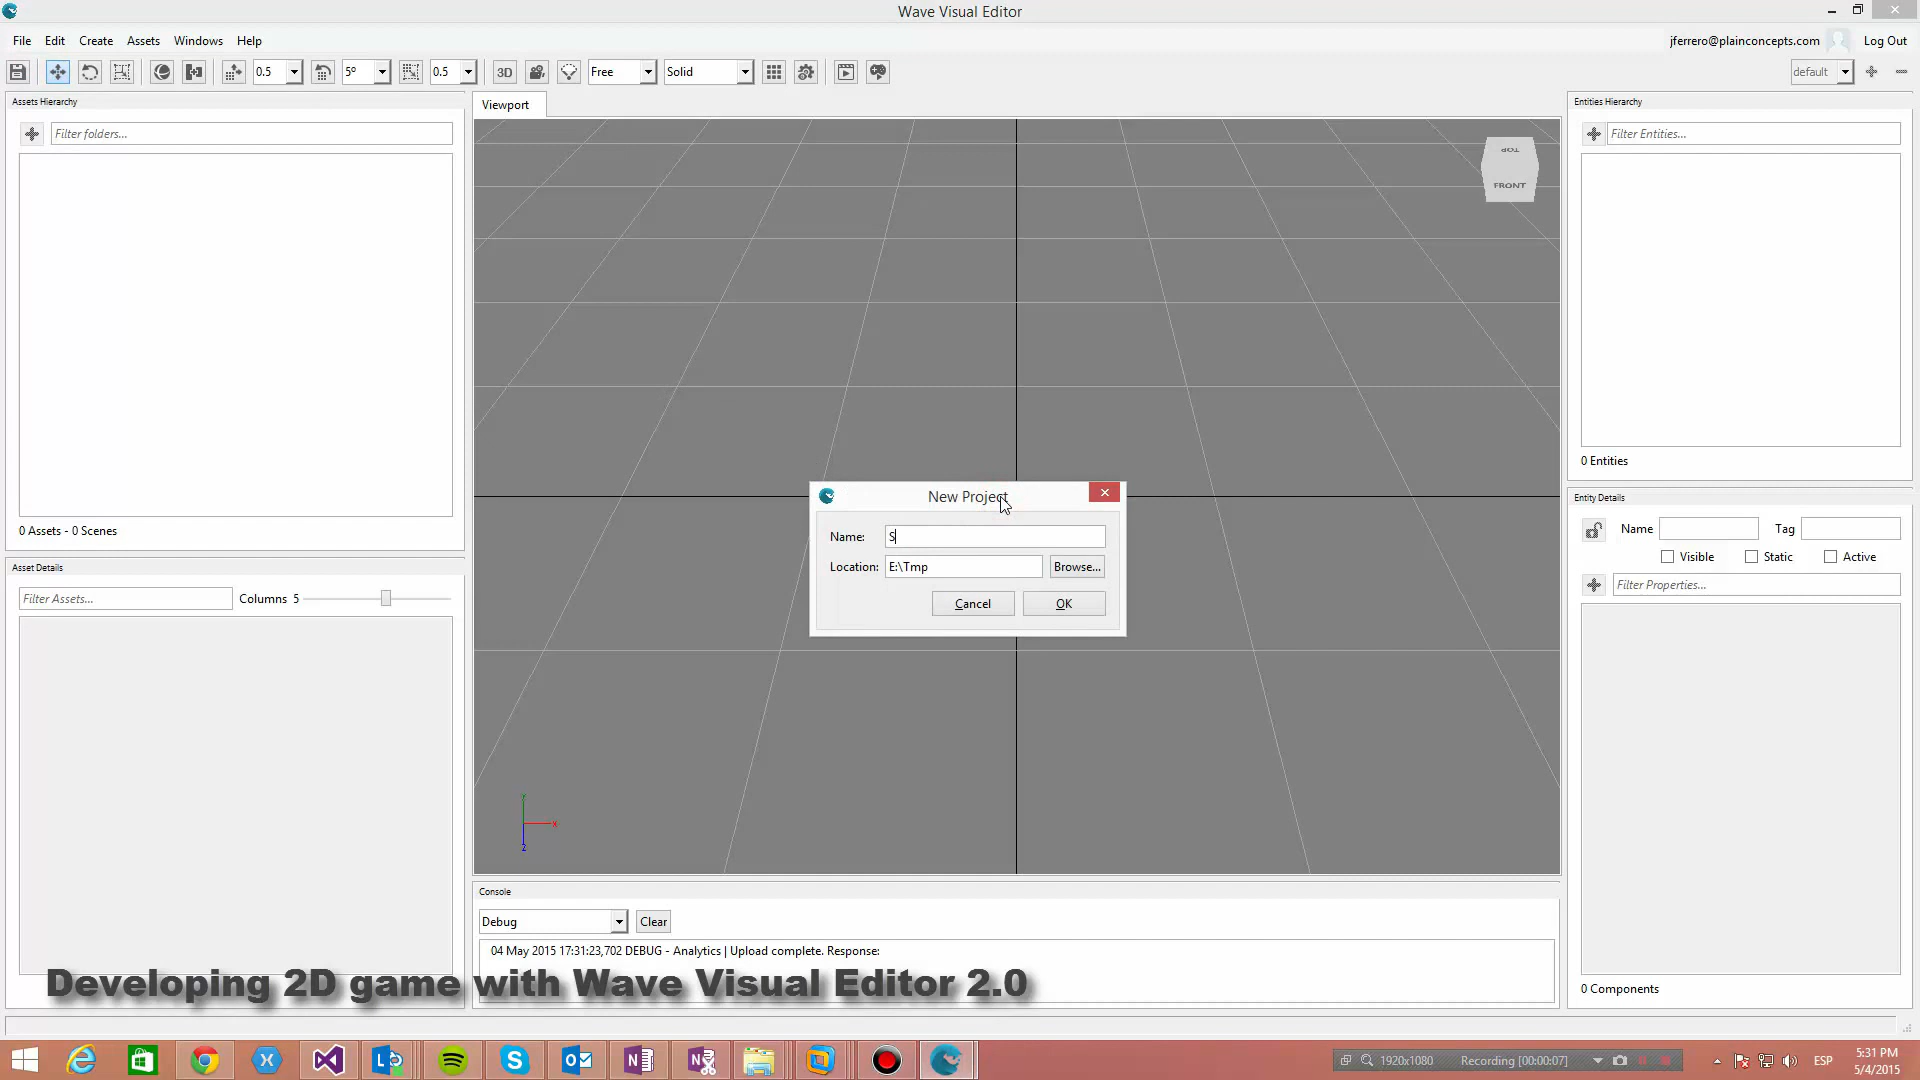 Wave Visual Editor
File Edit Create Assets Windows Help
jferrero@plainconcepts.com Log Out
0.5 5º 0.5 3D Free Solid default
Assets Hierarchy
Filter folders...
0 Assets - 0 Scenes
Asset Details
Filter Assets... Columns 5
Viewport
TOP
FRONT
New Project
Name: S
Location: E:\Tmp Browse...
Cancel OK
y
x
z
Console
Debug Clear
04 May 2015 17:31:23,702 DEBUG - Analytics | Upload complete. Response:
Entities Hierarchy
Filter Entities...
0 Entities
Entity Details
Name Tag
Visible Static Active
Filter Properties...
0 Components
Developing 2D game with Wave Visual Editor 2.0
1920x1080 Recording [00:00:07]
ESP
5:31 PM
5/4/2015